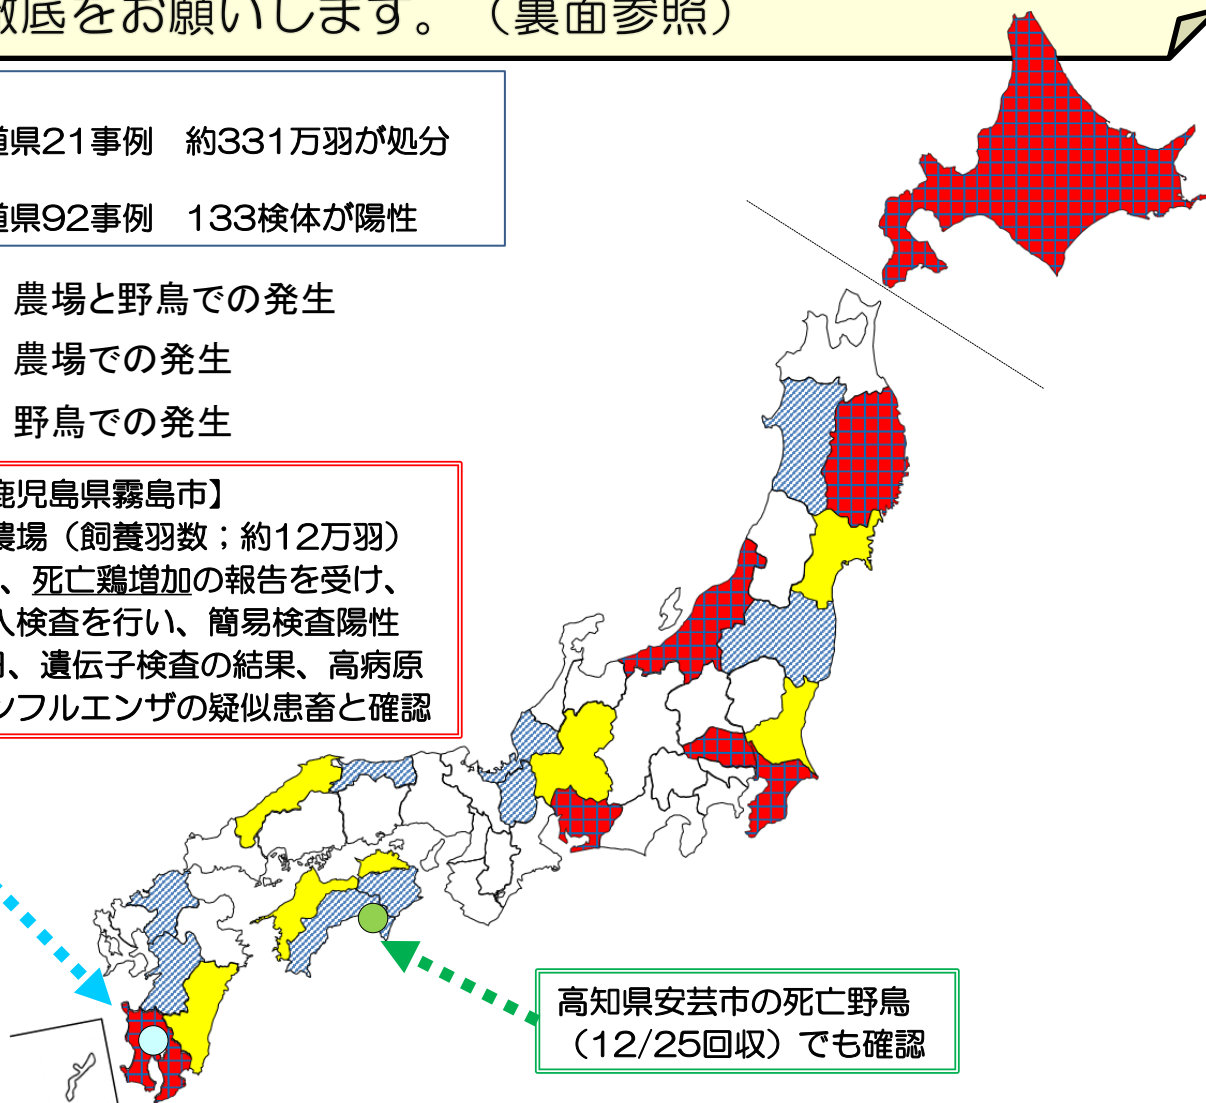 徹底をお願いします。（裏面参照）
道県21事例　約331万羽が処分
道県92事例　133検体が陽性
農場と野鳥での発生
農場での発生
野鳥での発生
鹿児島県霧島市】
農場（飼養羽数；約12万羽）
、死亡鶏増加の報告を受け、
入検査を行い、簡易検査陽性
日、遺伝子検査の結果、高病原
ンフルエンザの疑似患畜と確認
高知県安芸市の死亡野鳥
（12/25回収）でも確認